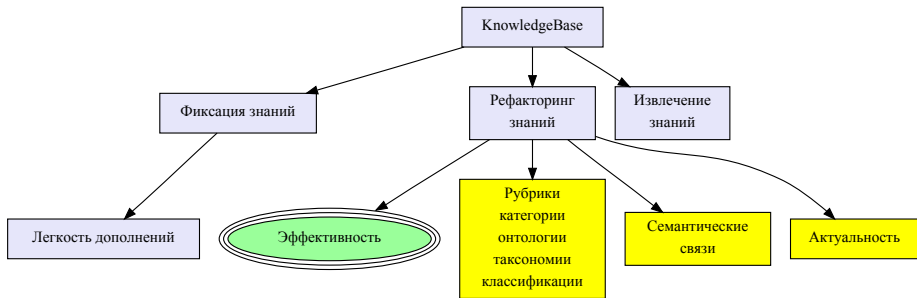 KnowledgeBase
Фиксация знаний
Рефакторинг
знаний
Извлечение
знаний
Легкость дополнений
Эффективность
Рубрики
категории
онтологии
таксономии
классификации
Семантические
связи
Актуальность